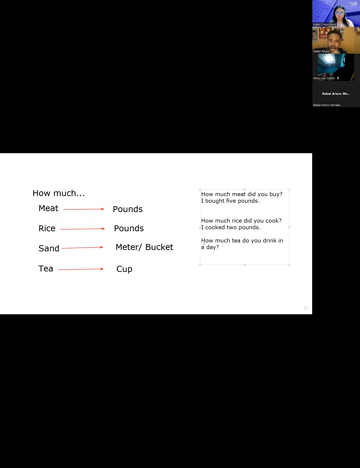 How much...
Meat
Pounds
Rice
Pounds
Sand
Meter/ Bucket
Tea
Cup
How much meat did you buy?
I bought five pounds.
How much rice did you cook?
I cooked two pounds.
How much tea do you drink in
a day?